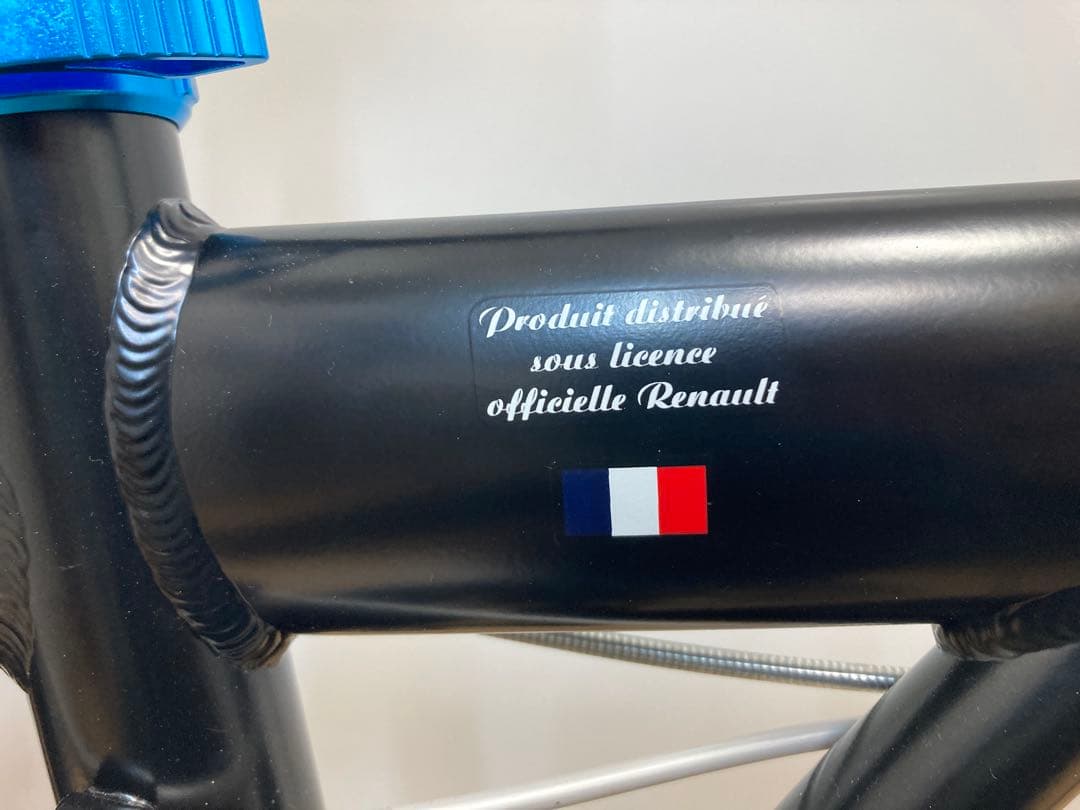 Produit distribué
sous licence
officielle Renault